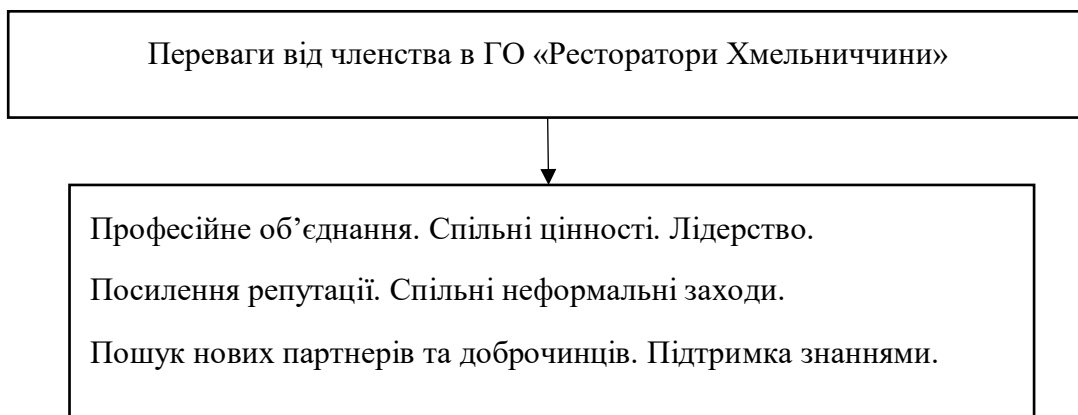 Переваги від членства в ГО «Ресторатори Хмельниччини»
Професійне об’єднання. Спільні цінності. Лідерство.
Посилення репутації. Спільні неформальні заходи.
Пошук нових партнерів та доброчинців. Підтримка знаннями.